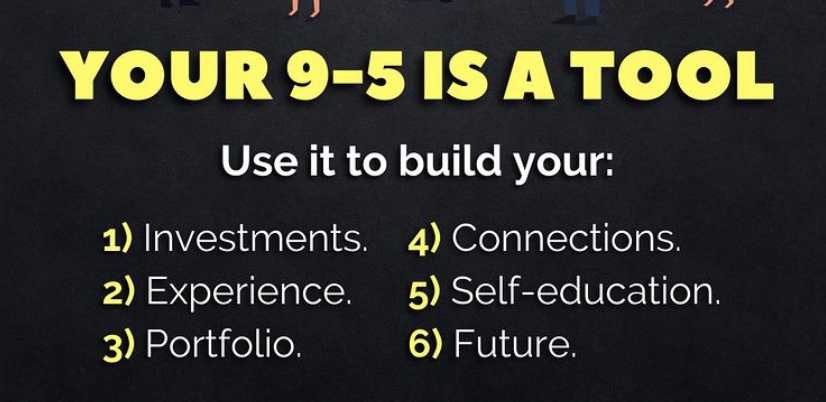 YOUR 9-5 IS A TOOL
Use it to build your:
1) Investments.
2) Experience.
3) Portfolio.
4) Connections.
5) Self-education.
6) Future.